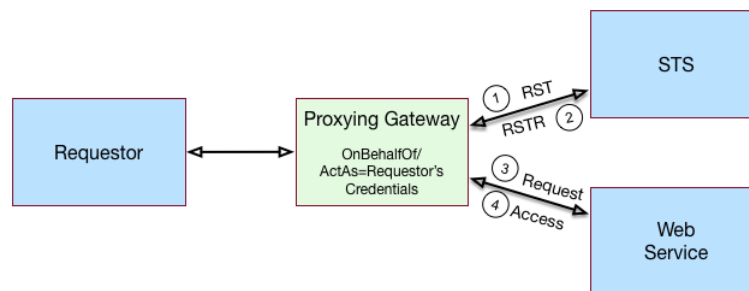 Requestor
Proxying Gateway
OnBehalfOf/
ActAs=Requestor's
Credentials
1 RST
RSTR 2
STS
3 Request
4 Access
Web
Service